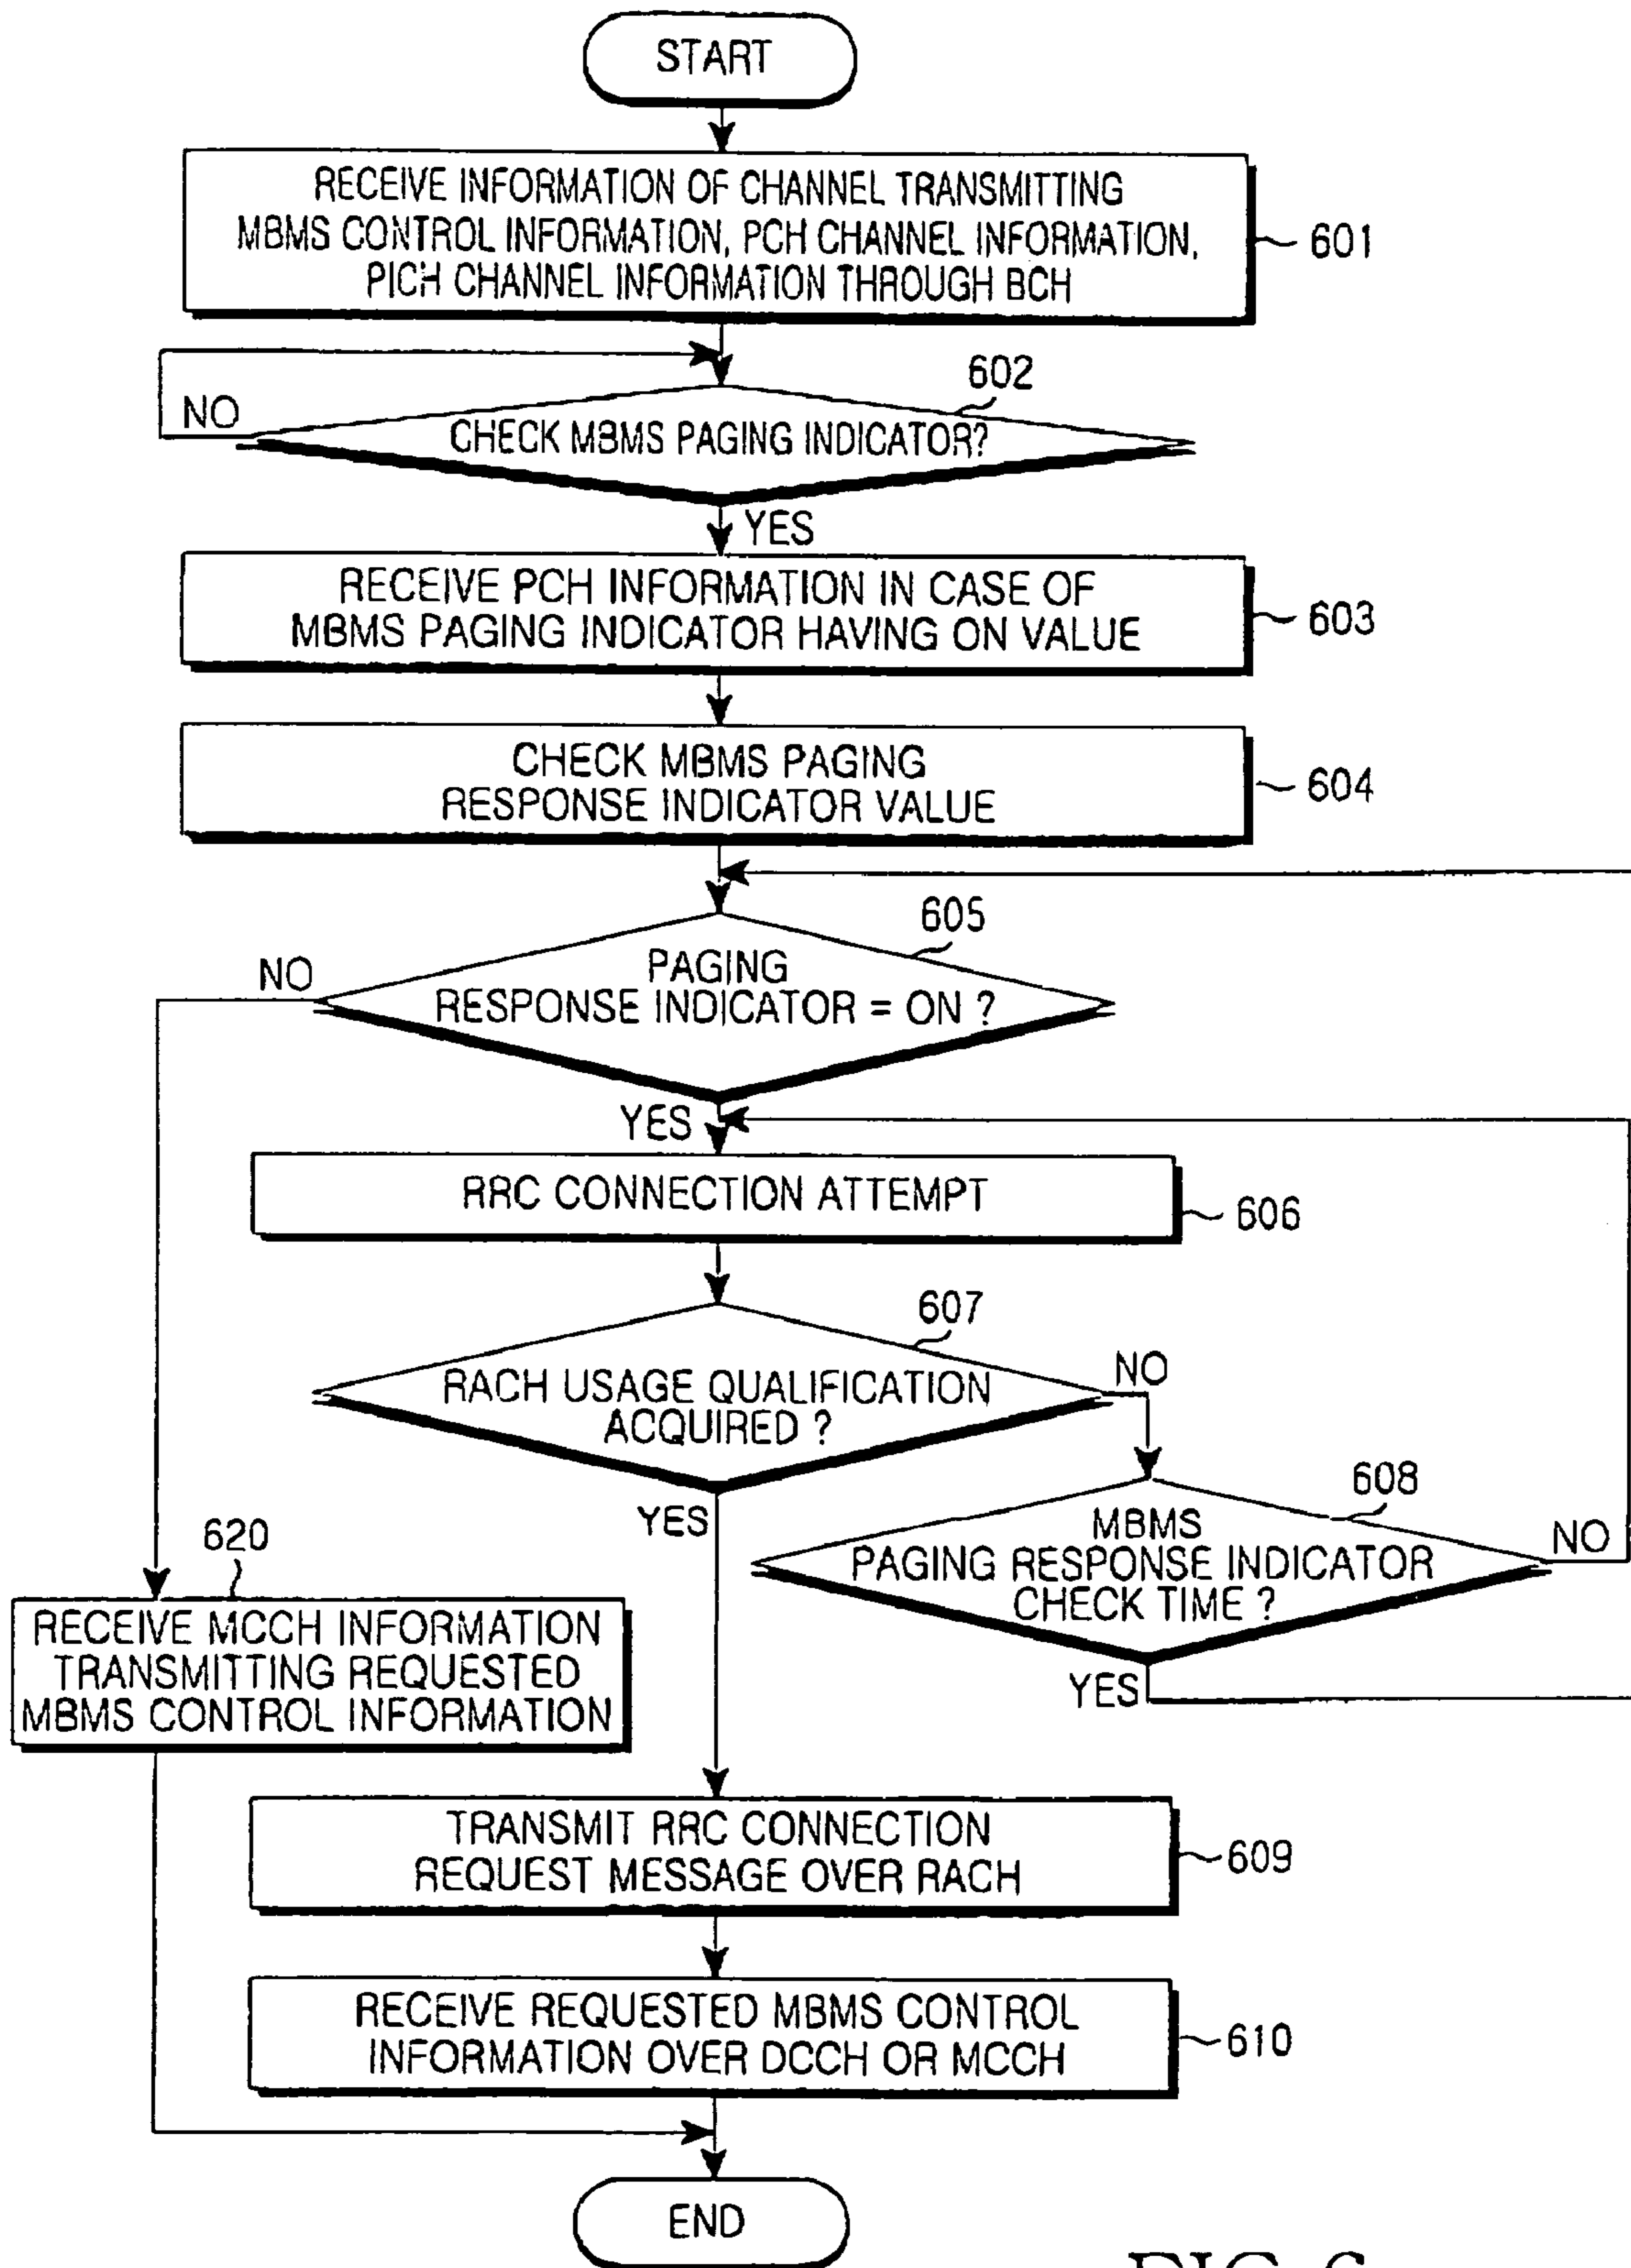 START
RECEIVE INFORMATION OF CHANNEL TRANSMITTING
MBMS CONTROL INFORMATION, PCH CHANNEL INFORMATION,
PICH CHANNEL INFORMATION THROUGH BCH
601
602
NO
CHECK MBMS PAGING INDICATOR?
YES
RECEIVE PCH INFORMATION IN CASE OF
MBMS PAGING INDICATOR HAVING ON VALUE
603
CHECK MBMS PAGING
RESPONSE INDICATOR VALUE
604
605
NO
PAGING
RESPONSE INDICATOR = ON ?
YES
RRC CONNECTION ATTEMPT
606
607
RACH USAGE QUALIFICATION
ACQUIRED ?
NO
YES
608
MBMS
PAGING RESPONSE INDICATOR
CHECK TIME ?
NO
YES
620
RECEIVE MCCH INFORMATION
TRANSMITTING REQUESTED
MBMS CONTROL INFORMATION
TRANSMIT RRC CONNECTION
REQUEST MESSAGE OVER RACH
609
RECEIVE REQUESTED MBMS CONTROL
INFORMATION OVER DCCH OR MCCH
610
END